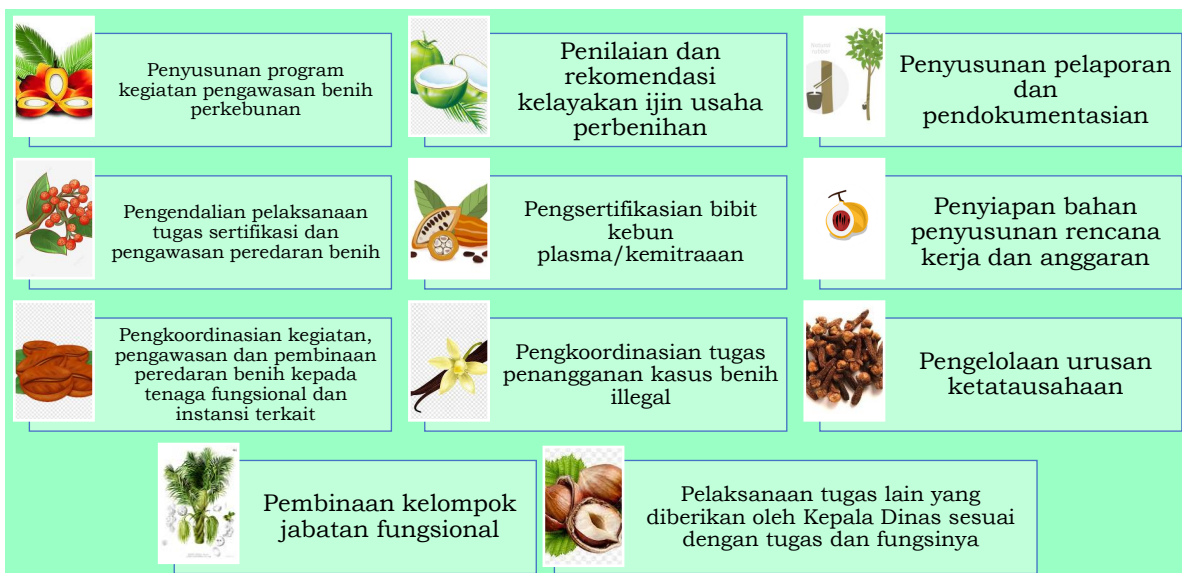 Penyusunan program
kegiatan pengawasan benih
perkebunan
Penilaian dan
rekomendasi
kelayakan ijin usaha
perbenihan
Penyusunan pelaporan
dan
pendokumentasian
Pengendalian pelaksanaan
tugas sertifikasi dan
pengawasan peredaran benih
Pengsertifikasian bibit
kebun
plasma/kemitraaan
Penyiapan bahan
penyusunan rencana
kerja dan anggaran
Pengkoordinasian kegiatan,
pengawasan dan pembinaan
peredaran benih kepada
tenaga fungsional dan
instansi terkait
Pengkoordinasian tugas
penangganan kasus benih
illegal
Pengelolaan urusan
ketatausahaan
Pembinaan kelompok
jabatan fungsional
Pelaksanaan tugas lain yang
diberikan oleh Kepala Dinas sesuai
dengan tugas dan fungsinya